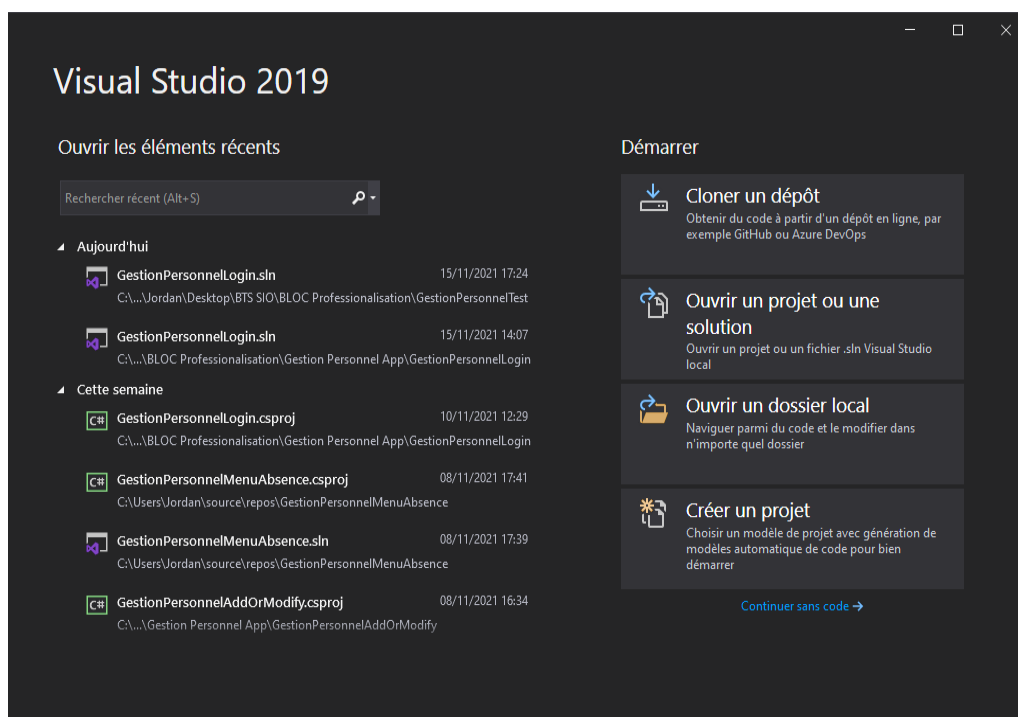 Visual Studio 2019
Ouvrir les éléments récents
Rechercher récent (Alt+S)
Aujourd'hui
GestionPersonnelLogin.sln 15/11/2021 17:24
C:\...\Jordan\Desktop\BTS SIO\BLOC Professionalisation\GestionPersonnelTest
GestionPersonnelLogin.sln 15/11/2021 14:07
C:\...\BLOC Professionalisation\Gestion Personnel App\GestionPersonnelLogin
Cette semaine
C# GestionPersonnelLogin.csproj 10/11/2021 12:29
C:\...\BLOC Professionalisation\Gestion Personnel App\GestionPersonnelLogin
C# GestionPersonnelMenuAbsence.csproj 08/11/2021 17:41
C:\Users\Jordan\source\repos\GestionPersonnelMenuAbsence
GestionPersonnelMenuAbsence.sln 08/11/2021 17:39
C:\Users\Jordan\source\repos\GestionPersonnelMenuAbsence
C# GestionPersonnelAddOrModify.csproj 08/11/2021 16:34
C:\...\Gestion Personnel App\GestionPersonnelAddOrModify
Démarrer
Cloner un dépôt
Obtenir du code à partir d'un dépôt en ligne, par
exemple GitHub ou Azure DevOps
Ouvrir un projet ou une
solution
Ouvrir un projet ou un fichier .sln Visual Studio
local
Ouvrir un dossier local
Naviguer parmi du code et le modifier dans
n'importe quel dossier
Créer un projet
Choisir un modèle de projet avec génération de
modèles automatique de code pour bien
démarrer
Continuer sans code →